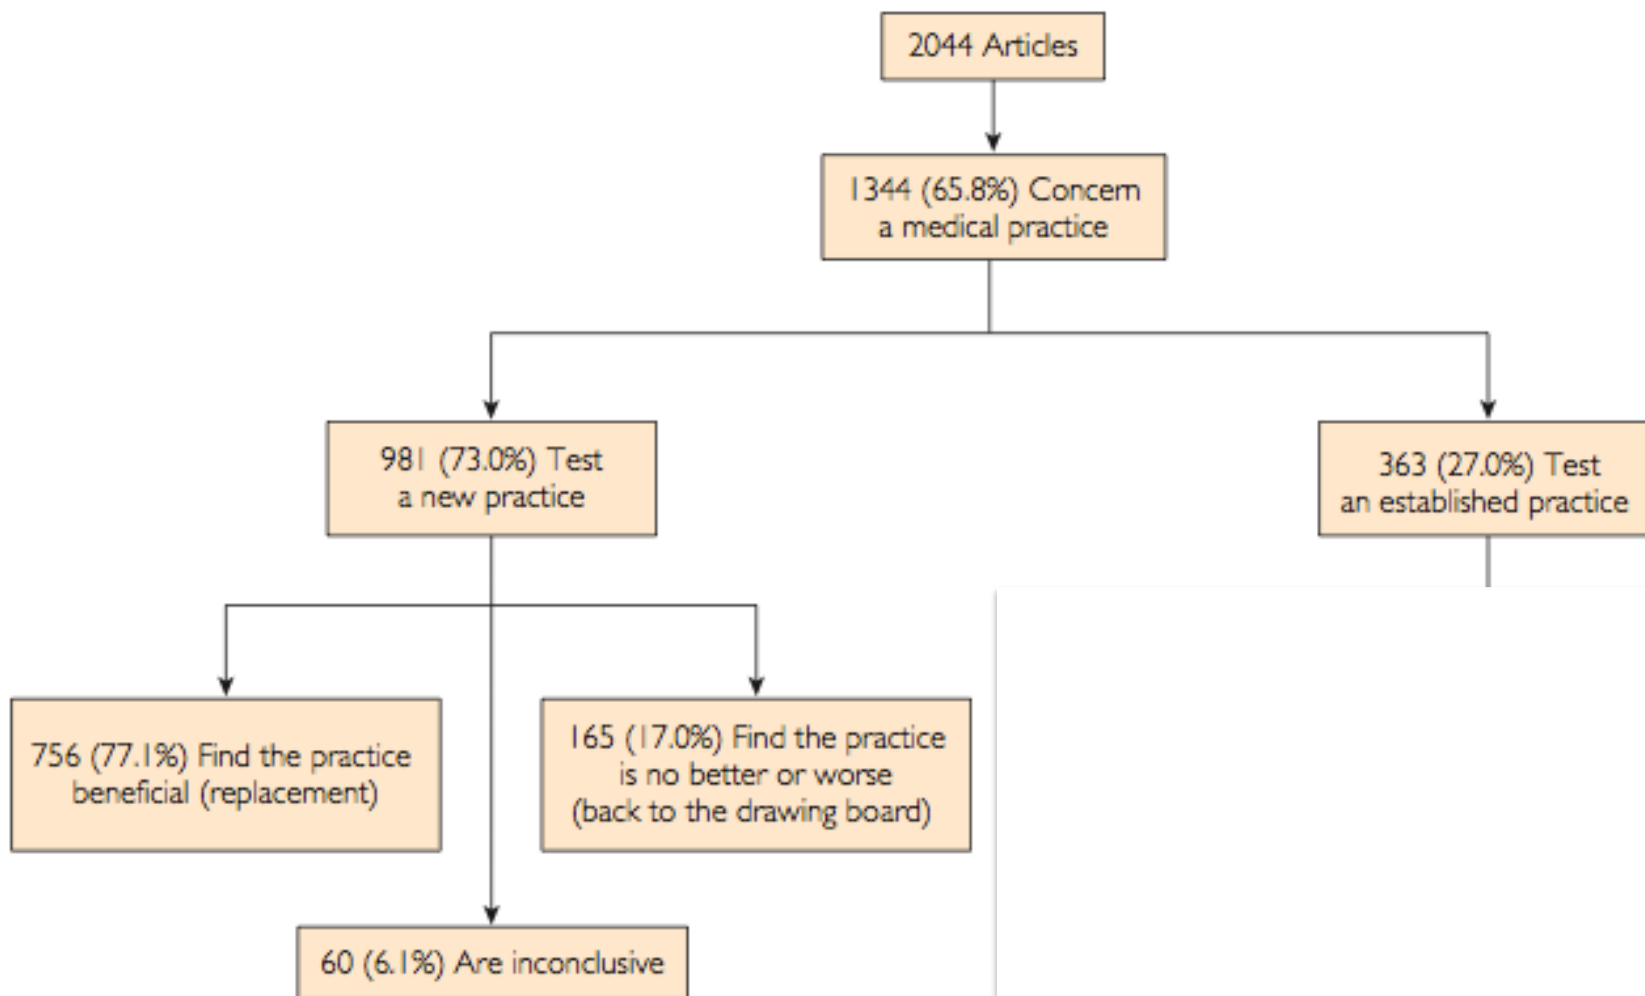 2044 Articles
1344 (65.8%) Concern
a medical practice
981 (73.0%) Test
a new practice
363 (27.0%) Test
an established practice
756 (77.1%) Find the practice
beneficial (replacement)
165 (17.0%) Find the practice
is no better or worse
(back to the drawing board)
60 (6.1%) Are inconclusive